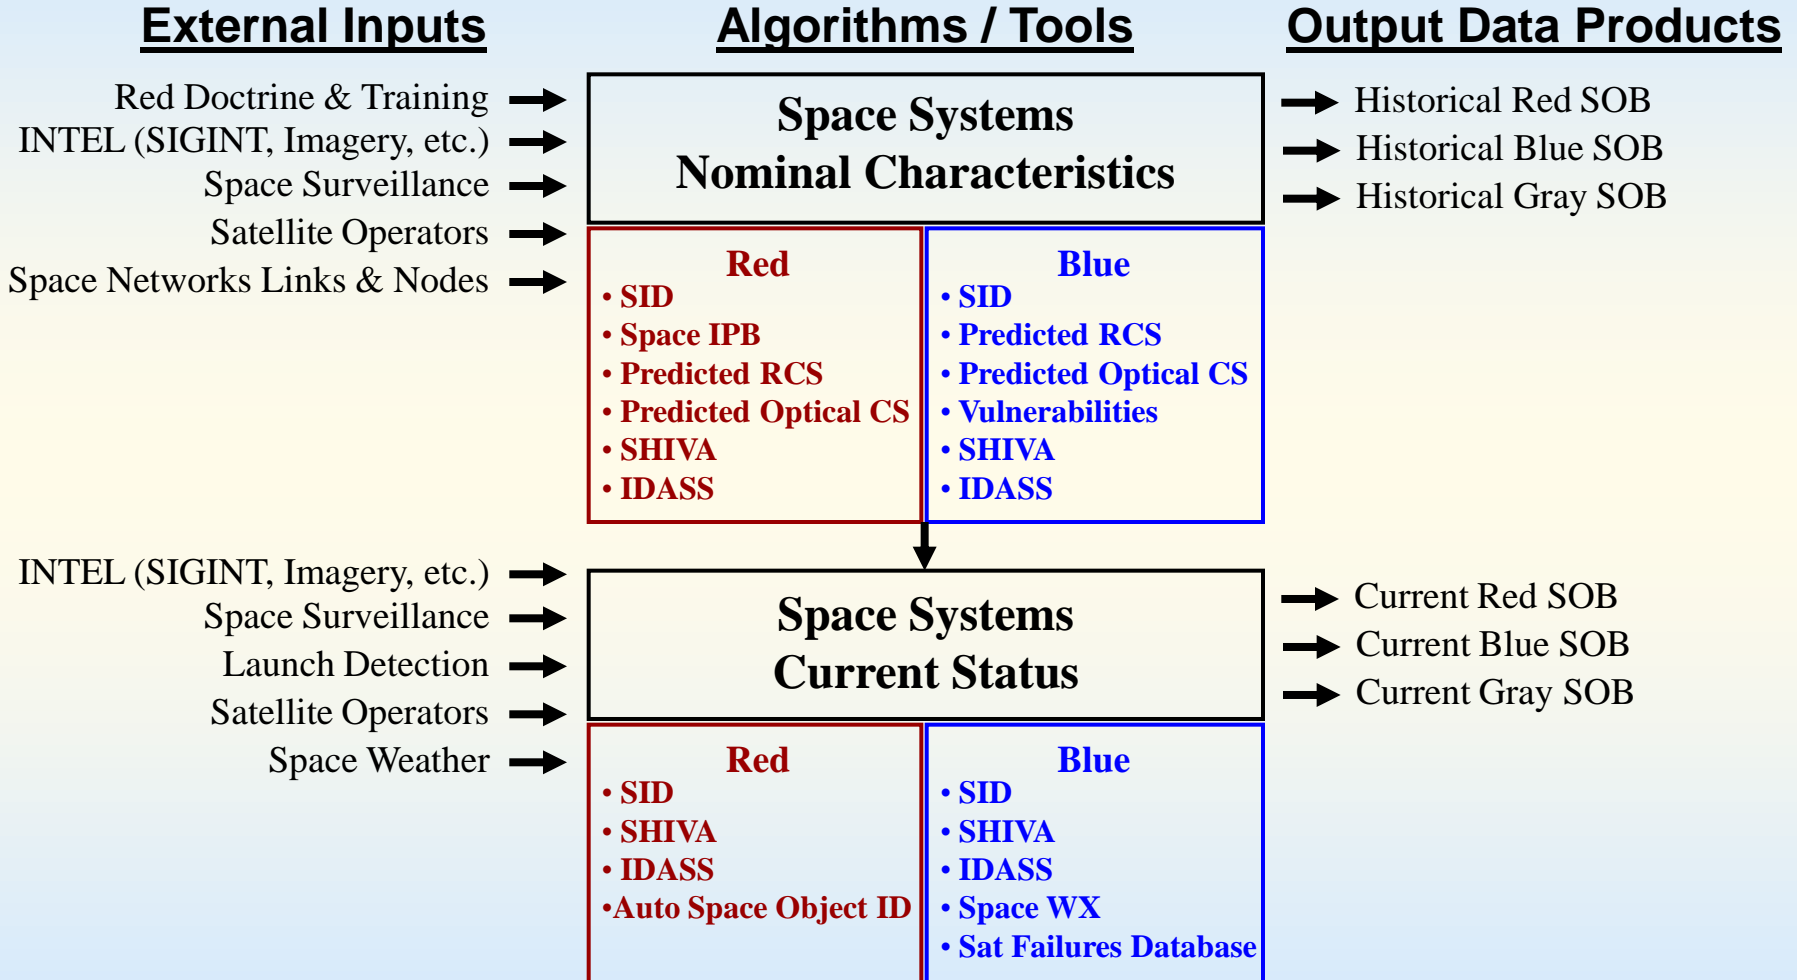 External Inputs
Algorithms / Tools
Output Data Products
Red Doctrine & Training
INTEL (SIGINT, Imagery, etc.)
Space Surveillance
Satellite Operators
Space Networks Links & Nodes
Space Systems
Nominal Characteristics
Historical Red SOB
Historical Blue SOB
Historical Gray SOB
Red
• SID
• Space IPB
• Predicted RCS
• Predicted Optical CS
• SHIVA
• IDASS
Blue
• SID
• Predicted RCS
• Predicted Optical CS
• Vulnerabilities
• SHIVA
• IDASS
INTEL (SIGINT, Imagery, etc.)
Space Surveillance
Launch Detection
Satellite Operators
Space Weather
Space Systems
Current Status
Current Red SOB
Current Blue SOB
Current Gray SOB
Red
• SID
• SHIVA
• IDASS
•Auto Space Object ID
Blue
• SID
• SHIVA
• IDASS
• Space WX
• Sat Failures Database